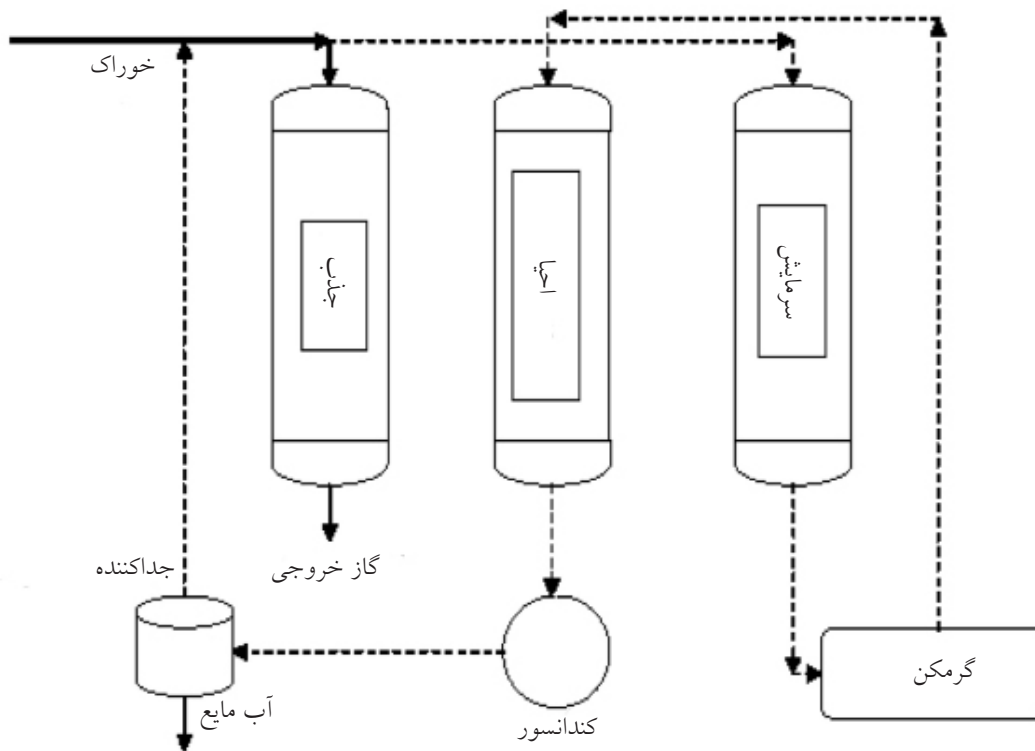 خوراک
جذب
احیا
سرمایش
جداکننده
گاز خروجی
گرمکن
آب مایع
کندانسور